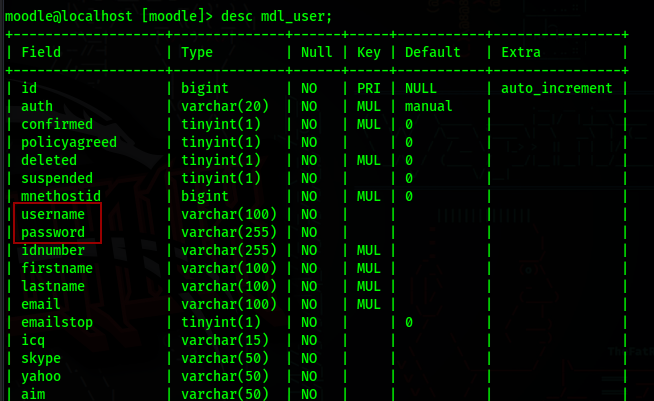 moodle@localhost [moodle]> desc mdl_user;
+-------------------+--------------+------+-----+---------+----------------+
| Field | Type | Null | Key | Default | Extra |
+-------------------+--------------+------+-----+---------+----------------+
| id | bigint | NO | PRI | NULL | auto_increment |
| auth | varchar(20) | NO | MUL | manual | |
| confirmed | tinyint(1) | NO | MUL | 0 | |
| policyagreed | tinyint(1) | NO | | 0 | |
| deleted | tinyint(1) | NO | MUL | 0 | |
| suspended | tinyint(1) | NO | | 0 | |
| mnethostid | bigint | NO | MUL | 0 | |
| username | varchar(100) | NO | | | |
| password | varchar(255) | NO | | | |
| idnumber | varchar(255) | NO | MUL | | |
| firstname | varchar(100) | NO | MUL | | |
| lastname | varchar(100) | NO | MUL | | |
| email | varchar(100) | NO | MUL | | |
| emailstop | tinyint(1) | NO | | 0 | |
| icq | varchar(15) | NO | | | |
| skype | varchar(50) | NO | | | |
| yahoo | varchar(50) | NO | | | |
| aim | varchar(50) | NO | | | |